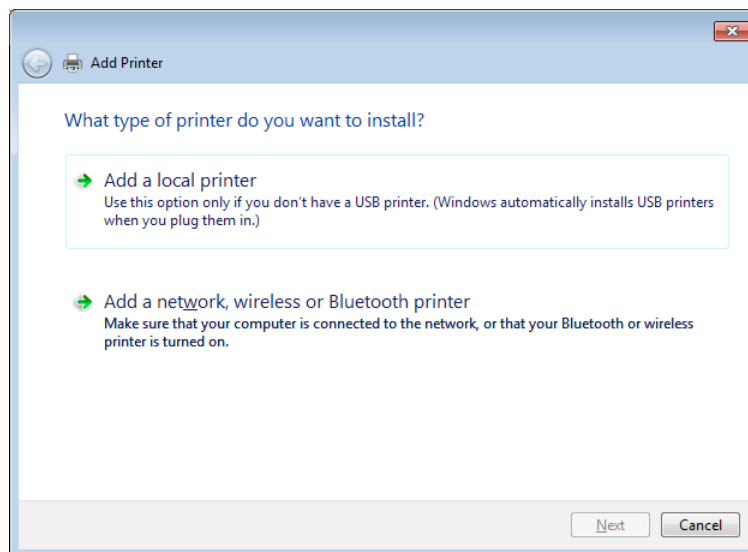 Add Printer
What type of printer do you want to install?
Add a local printer
Use this option only if you don't have a USB printer. (Windows automatically installs USB printers
when you plug them in.)
Add a network, wireless or Bluetooth printer
Make sure that your computer is connected to the network, or that your Bluetooth or wireless
printer is turned on.
Next
Cancel